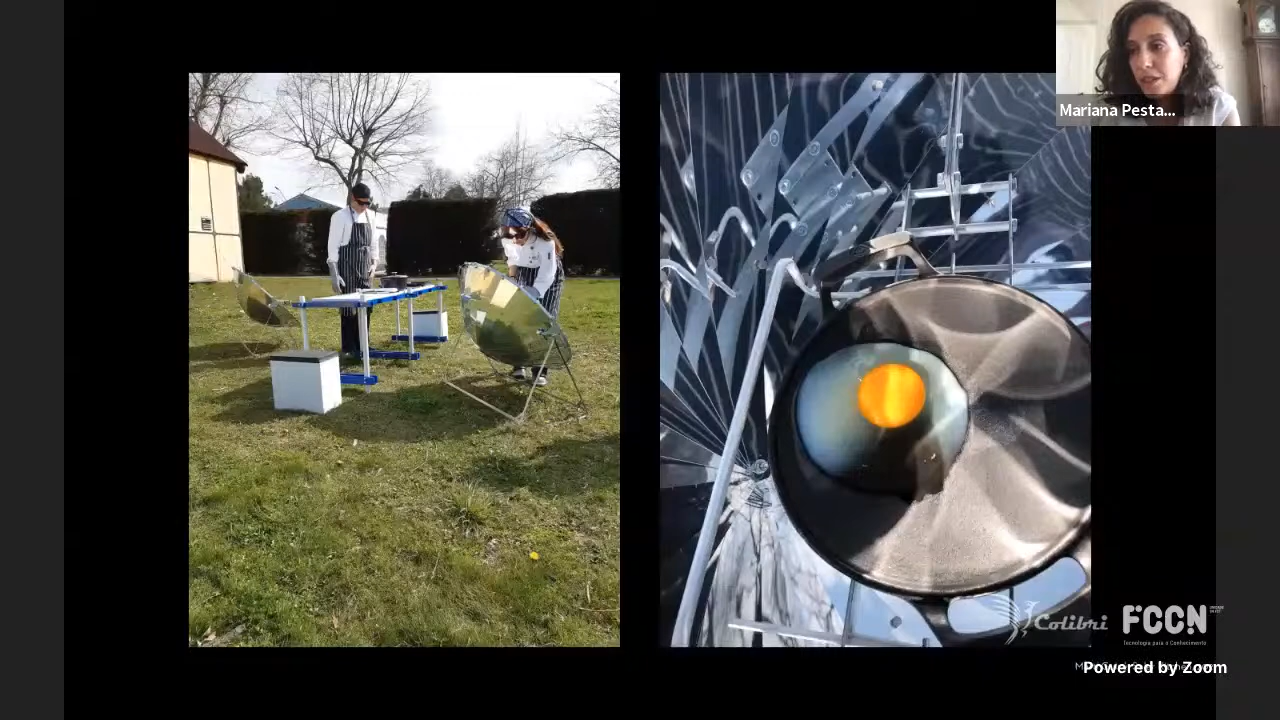 Mariana Pesta...
Colibri
FCCN
Tecnologia para o Conhecimento
Powered by Zoom